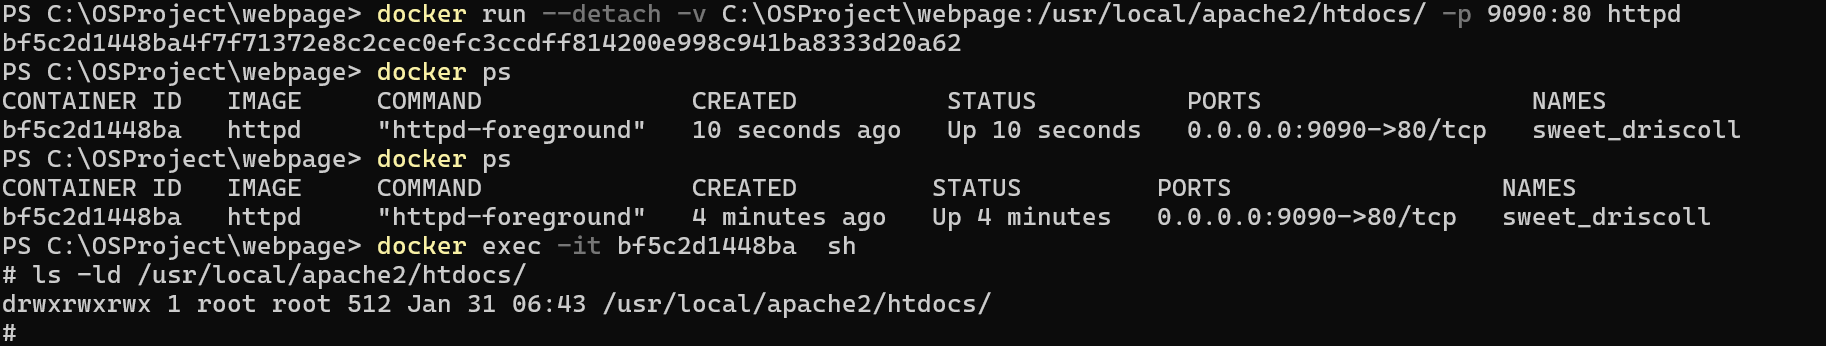 PS C:\OSProject\webpage> docker run --detach -v C:\OSProject\webpage:/usr/local/apache2/htdocs/ -p 9090:80 httpd
bf5c2d1448ba4f7f71372e8c2cec0efc3ccdff814200e998c941ba8333d20a62
PS C:\OSProject\webpage> docker ps
CONTAINER ID   IMAGE     COMMAND              CREATED          STATUS          PORTS                  NAMES
bf5c2d1448ba   httpd     "httpd-foreground"   10 seconds ago   Up 10 seconds   0.0.0.0:9090->80/tcp   sweet_driscoll
PS C:\OSProject\webpage> docker ps
CONTAINER ID   IMAGE     COMMAND              CREATED         STATUS         PORTS                  NAMES
bf5c2d1448ba   httpd     "httpd-foreground"   4 minutes ago   Up 4 minutes   0.0.0.0:9090->80/tcp   sweet_driscoll
PS C:\OSProject\webpage> docker exec -it bf5c2d1448ba  sh
# ls -ld /usr/local/apache2/htdocs/
drwxrwxrwx 1 root root 512 Jan 31 06:43 /usr/local/apache2/htdocs/
#